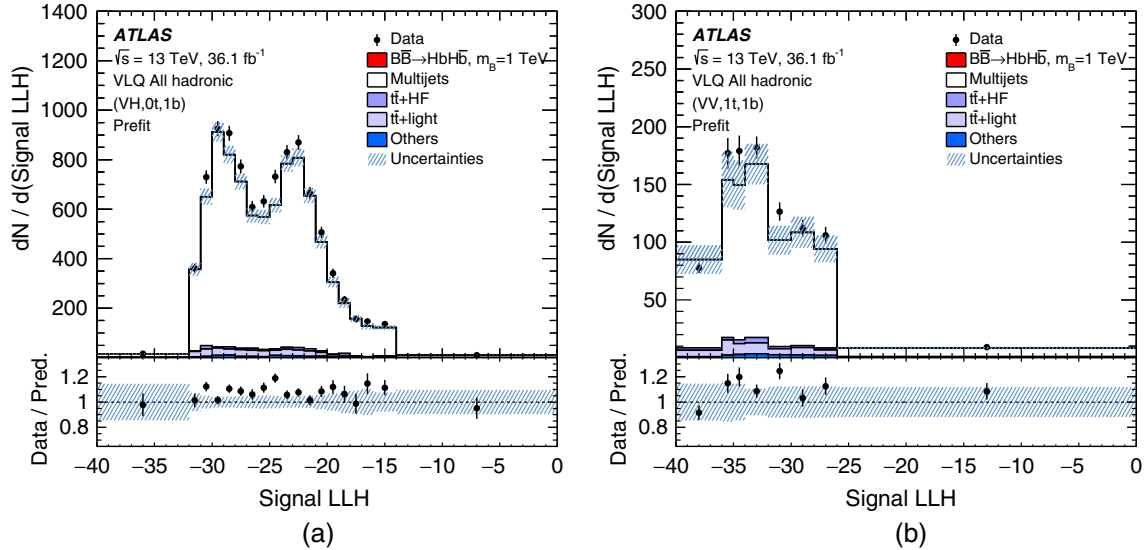 ATLAS
√s = 13 TeV, 36.1 fb⁻¹
VLQ All hadronic
(VH,0t,1b)
Prefit
Data
BB̅→HbHb̅, m_B=1 TeV
Multijets
tt̅+HF
tt̅+light
Others
Uncertainties
dN / d(Signal LLH)
1400
1200
1000
800
600
400
200
Data / Pred.
1.2
1
0.8
−40 −35 −30 −25 −20 −15 −10 −5 0
Signal LLH
(a)
ATLAS
√s = 13 TeV, 36.1 fb⁻¹
VLQ All hadronic
(VV,1t,1b)
Prefit
Data
BB̅→HbHb̅, m_B=1 TeV
Multijets
tt̅+HF
tt̅+light
Others
Uncertainties
dN / d(Signal LLH)
300
250
200
150
100
50
Data / Pred.
1.2
1
0.8
−40 −35 −30 −25 −20 −15 −10 −5 0
Signal LLH
(b)